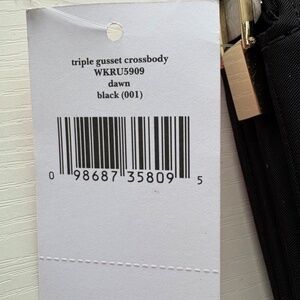 triple gusset crossbody
WKRU5909
dawn
black (001)
0 98687 35809 5